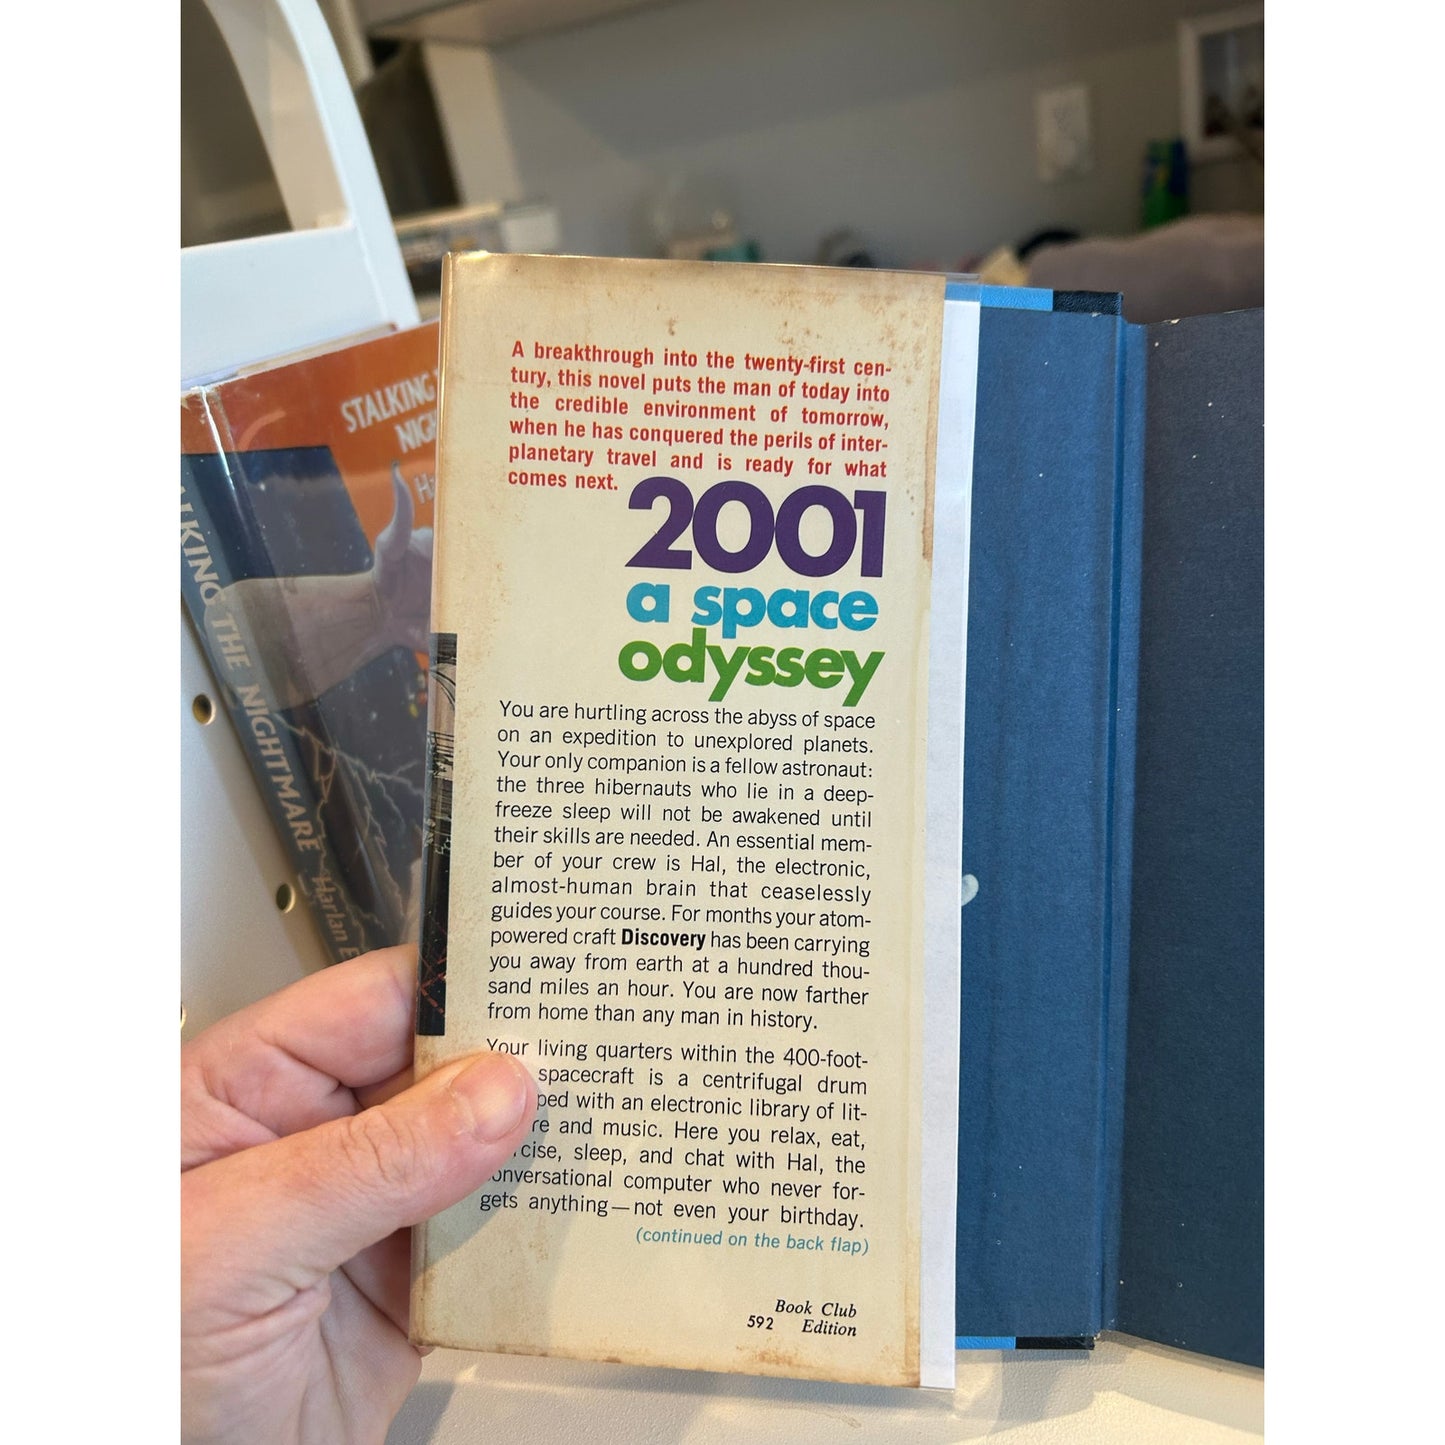 A breakthrough into the twenty-first cen-
tury, this novel puts the man of today into
the credible environment of tomorrow,
when he has conquered the perils of inter-
planetary travel and is ready for what
comes next.
2001
a space
odyssey
You are hurtling across the abyss of space
on an expedition to unexplored planets.
Your only companion is a fellow astronaut:
the three hibernauts who lie in a deep-
freeze sleep will not be awakened until
their skills are needed. An essential mem-
ber of your crew is Hal, the electronic,
almost-human brain that ceaselessly
guides your course. For months your atom-
powered craft Discovery has been carrying
you away from earth at a hundred thou-
sand miles an hour. You are now farther
from home than any man in history.
Your living quarters within the 400-foot-
spacecraft is a centrifugal drum
ped with an electronic library of lit-
re and music. Here you relax, eat,
cise, sleep, and chat with Hal, the
onversational computer who never for-
gets anything—not even your birthday.
(continued on the back flap)
Book Club
592 Edition
STALKING
NIG
Ha
ALKING THE NIGHTMARE Harlan E